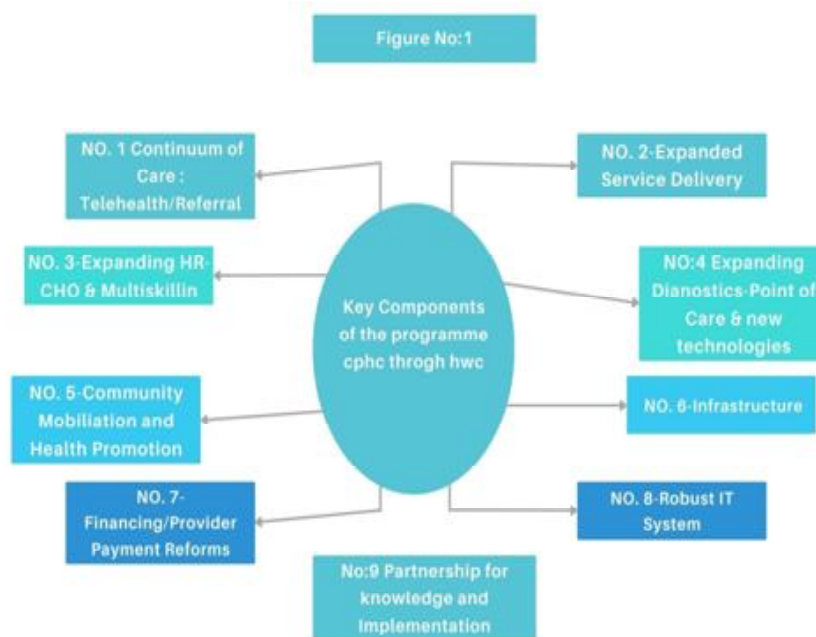 Figure No:1
NO. 1 Continuum of
Care :
Telehealth/Referral
NO. 2-Expanded
Service Delivery
NO. 3-Expanding HR-
CHO & Multiskillin
NO:4 Expanding
Dianostics-Point of
Care & new
technologies
Key Components
of the programme
cphc throgh hwc
NO. 5-Community
Mobiliation and
Health Promotion
NO. 6-Infrastructure
NO. 7-
Financing/Provider
Payment Reforms
NO. 8-Robust IT
System
No:9 Partnership for
knowledge and
Implementation